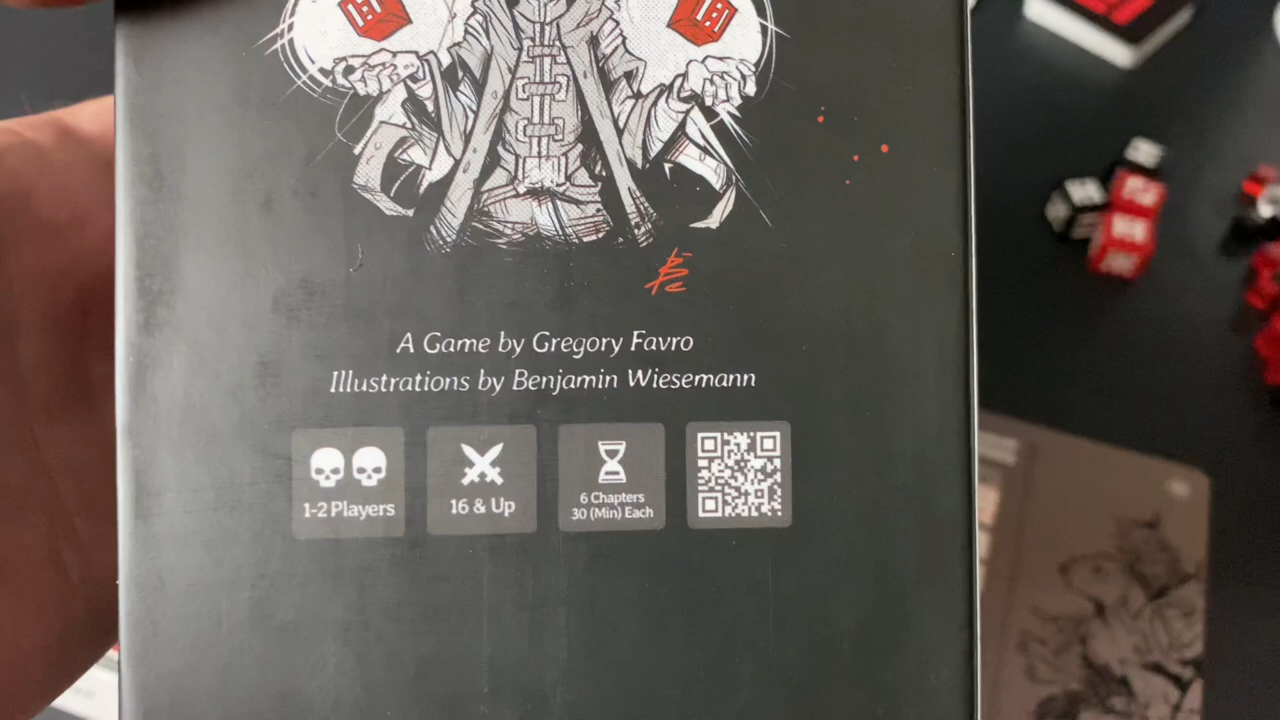 A Game by Gregory Favro
Illustrations by Benjamin Wiesemann
1-2 Players
16 & Up
6 Chapters
30 (Min) Each